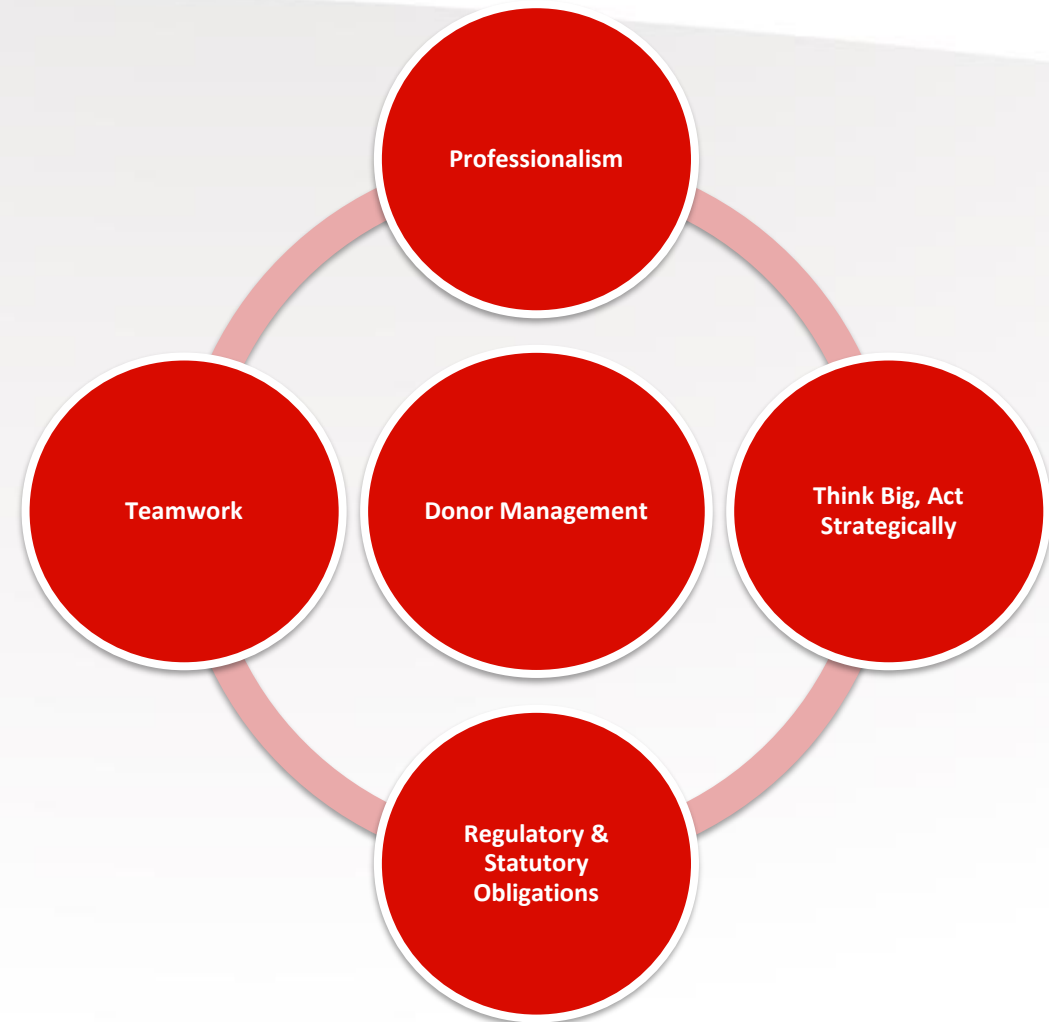 Professionalism
Teamwork
Donor Management
Think Big, Act
Strategically
Regulatory &
Statutory
Obligations